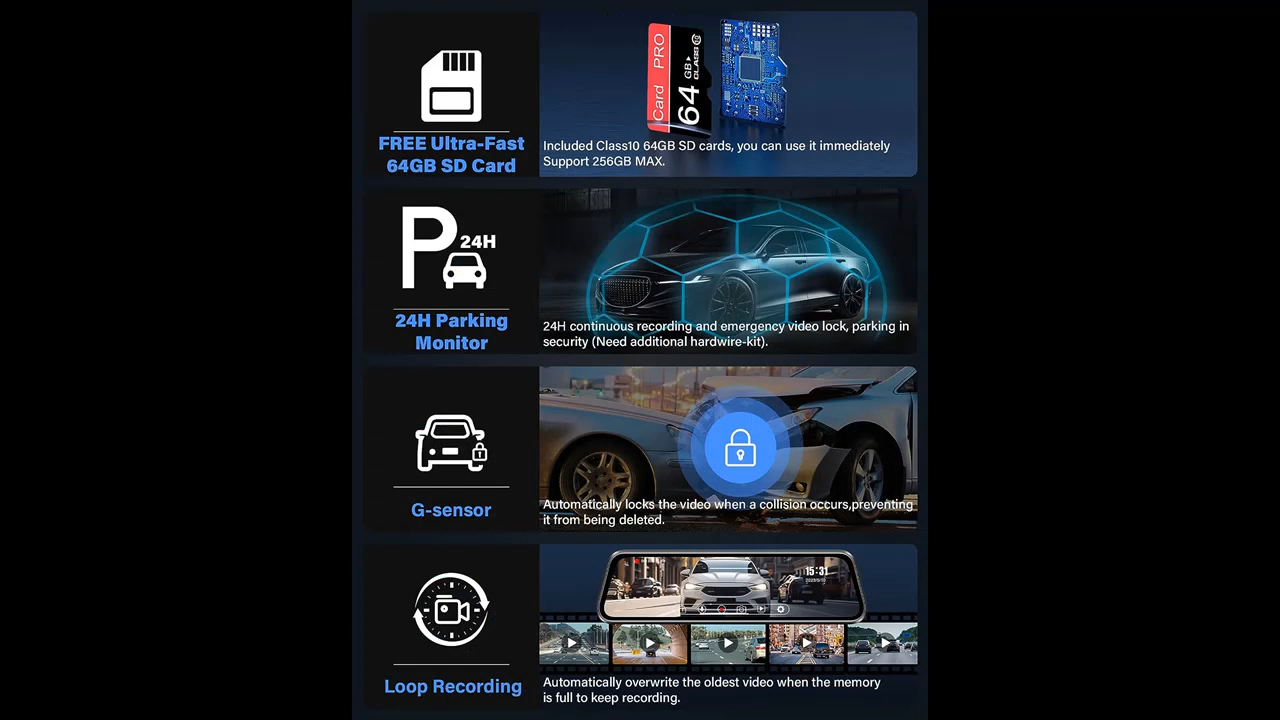 Card PRO
64 GB
CLASS 10
FREE Ultra-Fast
64GB SD Card
Included Class10 64GB SD cards, you can use it immediately
Support 256GB MAX.
P 24H
24H Parking
Monitor
24H continuous recording and emergency video lock, parking in
security (Need additional hardwire-kit).
G-sensor
Automatically locks the video when a collision occurs,preventing
it from being deleted.
15:31
Loop Recording
Automatically overwrite the oldest video when the memory
is full to keep recording.